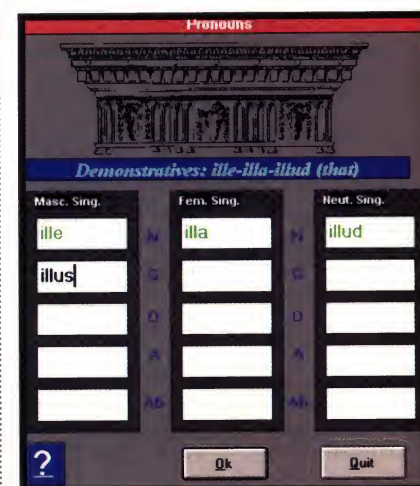 Pronouns
Demonstratives: ille-illa-illud (that)
Masc. Sing. Fem. Sing. Neut. Sing.
ille N illa N illud
illus G G
D D
A A
Ab Ab
? Ok Quit